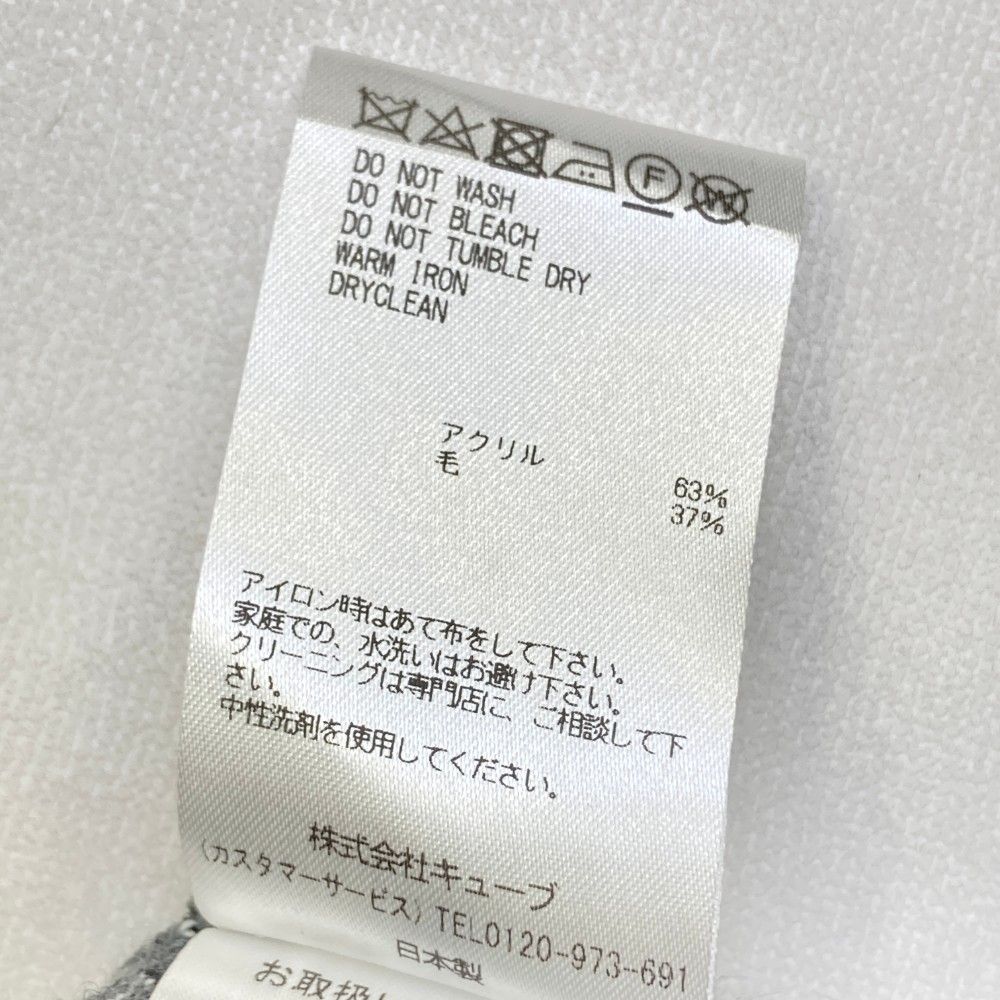 F W
DO NOT WASH
DO NOT BLEACH
DO NOT TUMBLE DRY
WARM IRON
DRYCLEAN
アクリル 63%
毛 37%
アイロン時はあて布をして下さい。
家庭での、水洗いはお避け下さい。
クリーニングは専門店に、ご相談して下
さい。
中性洗剤を使用してください。
株式会社キューブ
(カスタマーサービス) TEL0120-973-691
日本製
お取扱